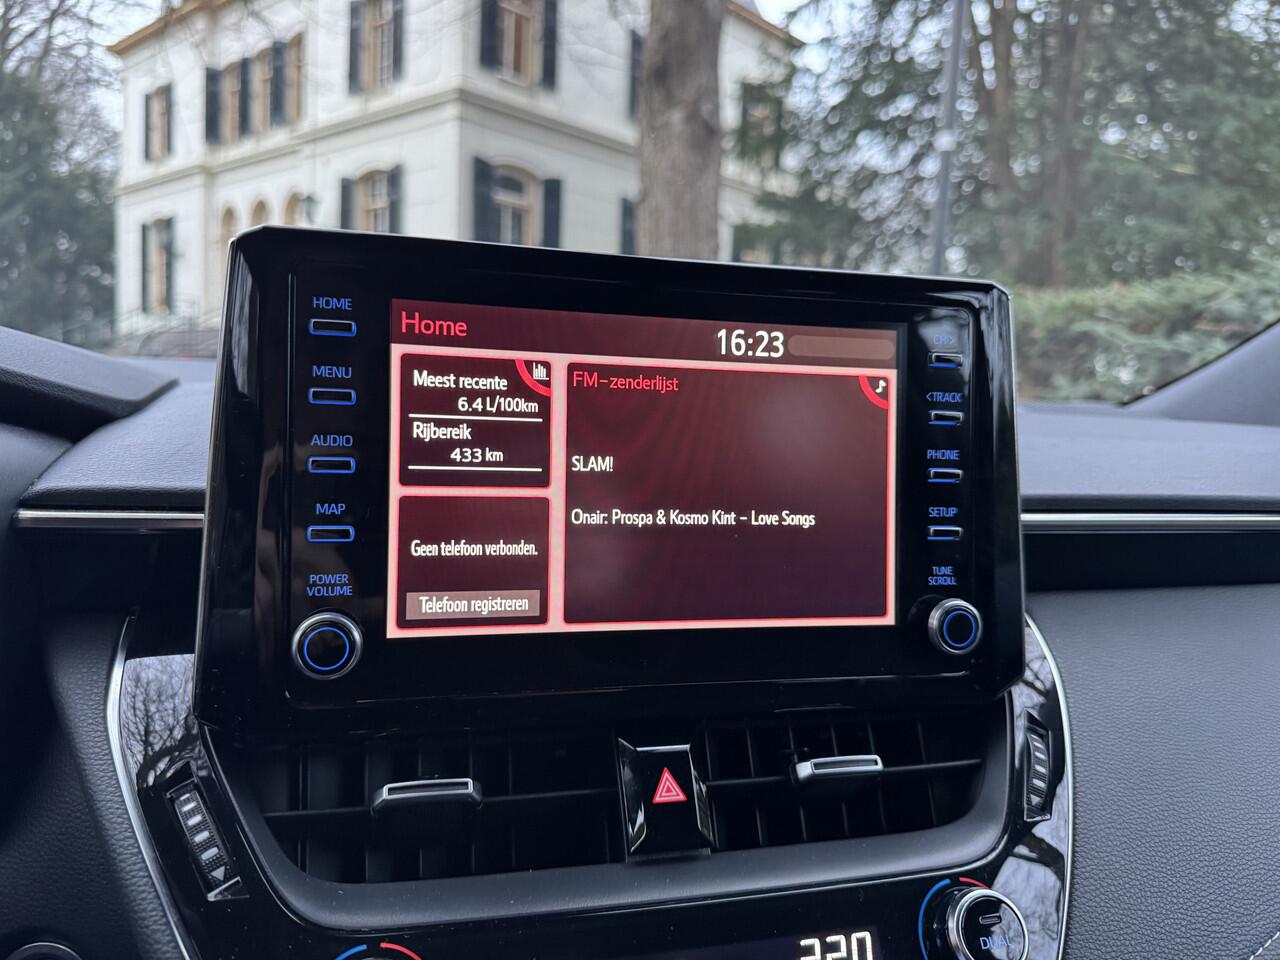 HOME
MENU
AUDIO
MAP
POWER
VOLUME
Home
16:23
Meest recente
6.4 L/100km
Rijbereik
433 km
Geen telefoon verbonden.
Telefoon registreren
FM-zenderlijst
SLAM!
Onair: Prospa & Kosmo Kint - Love Songs
CH>
<TRACK
PHONE
SETUP
TUNE
SCROLL
DUAL